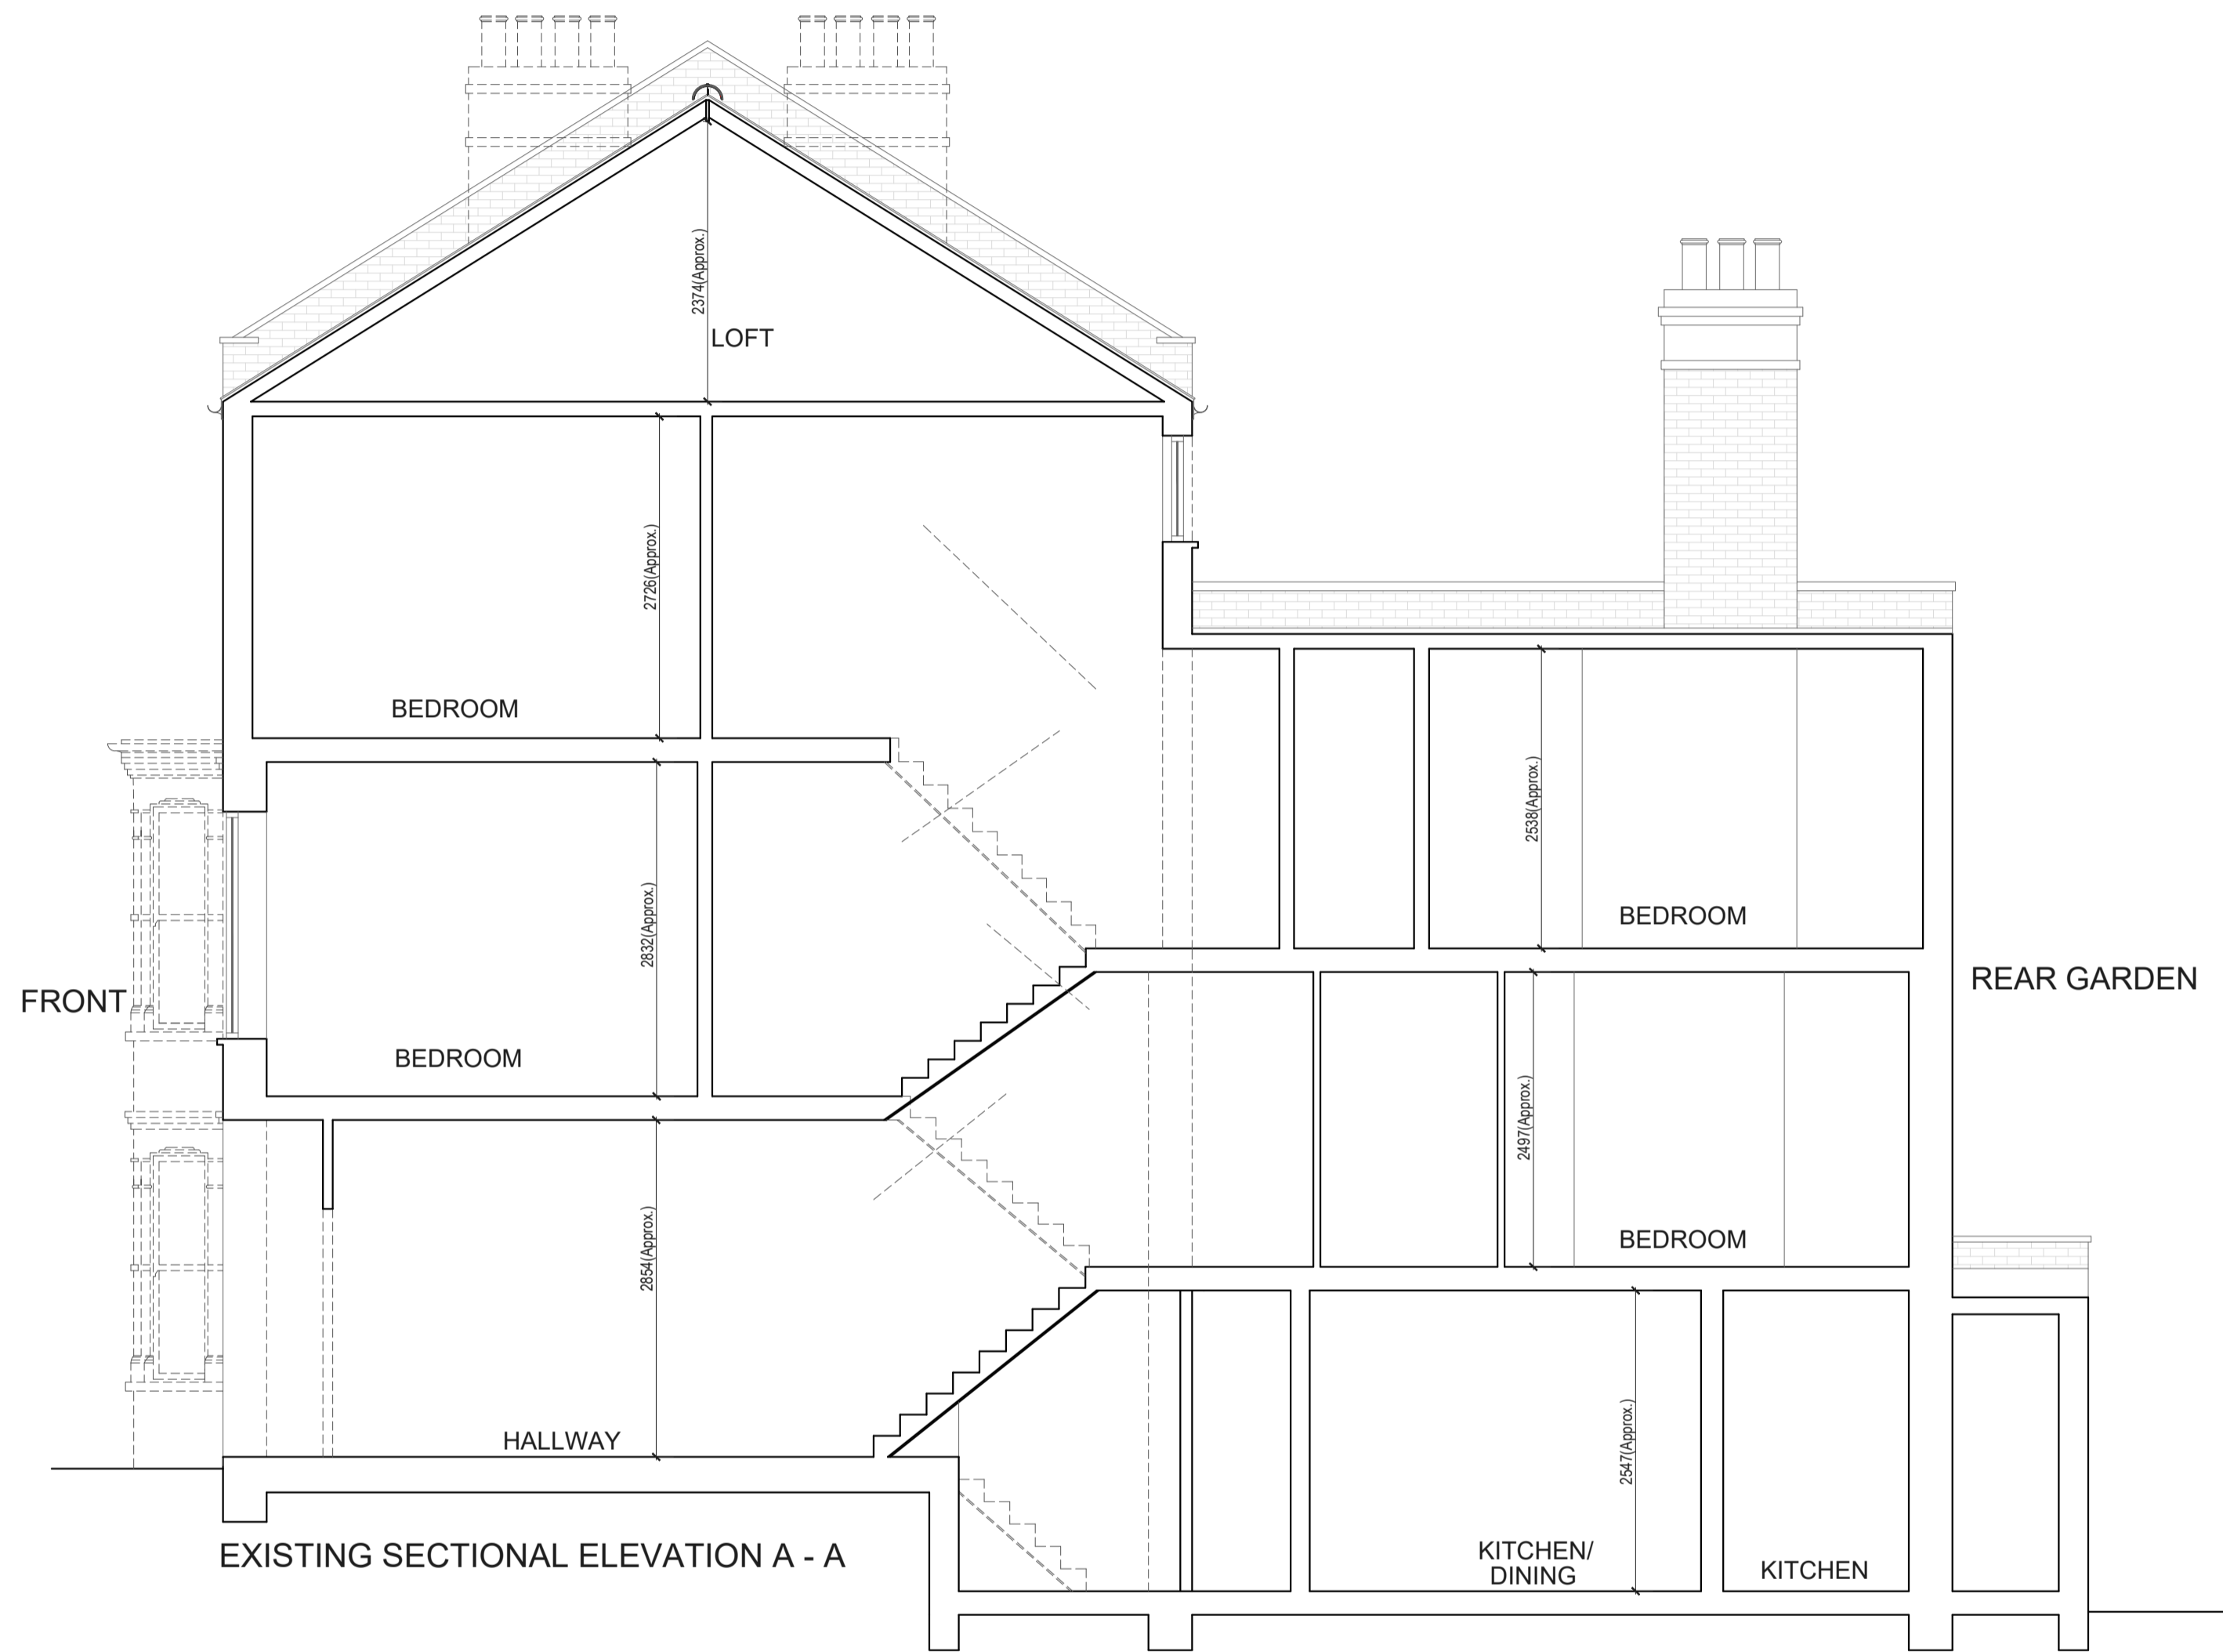 2374(Approx.)
LOFT
2726(Approx.)
BEDROOM
2538(Approx.)
BEDROOM
2832(Approx.)
FRONT
REAR GARDEN
BEDROOM
2497(Approx.)
BEDROOM
2854(Approx.)
HALLWAY
2547(Approx.)
EXISTING SECTIONAL ELEVATION A - A
KITCHEN/
DINING
KITCHEN